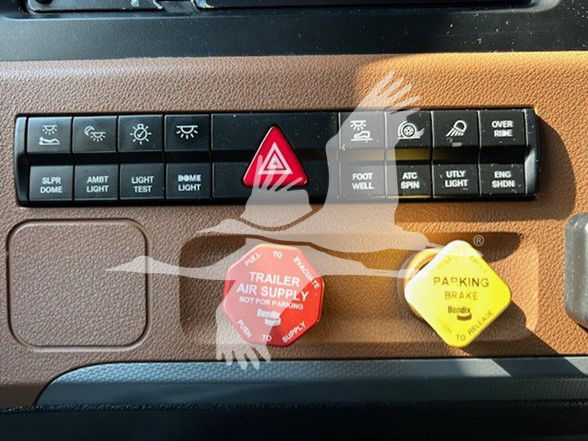 OVER
RIDE
SLPR
DOME
AMBT
LIGHT
LIGHT
TEST
DOME
LIGHT
FOOT
WELL
ATC
SPIN
UTLY
LIGHT
ENG
SHDN
PULL TO EVACUATE
TRAILER
AIR SUPPLY
NOT FOR PARKING
Bendix
PUSH TO SUPPLY
PARKING
BRAKE
Bendix
TO RELEASE
®